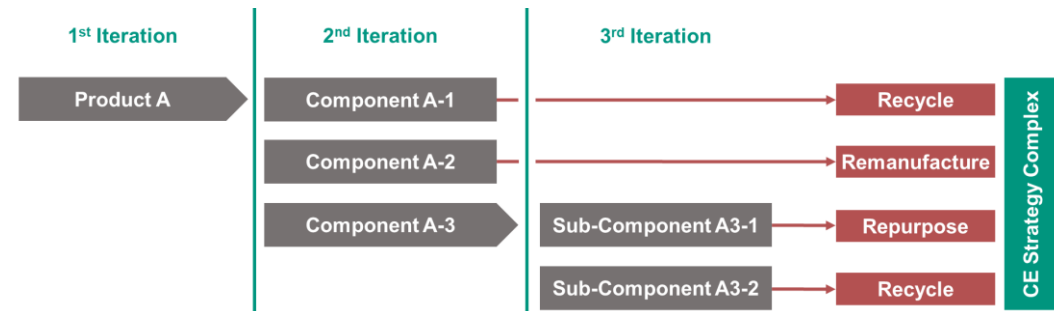 1st Iteration
2nd Iteration
3rd Iteration
Product A
Component A-1
Recycle
Component A-2
Remanufacture
Component A-3
Sub-Component A3-1
Repurpose
Sub-Component A3-2
Recycle
CE Strategy Complex